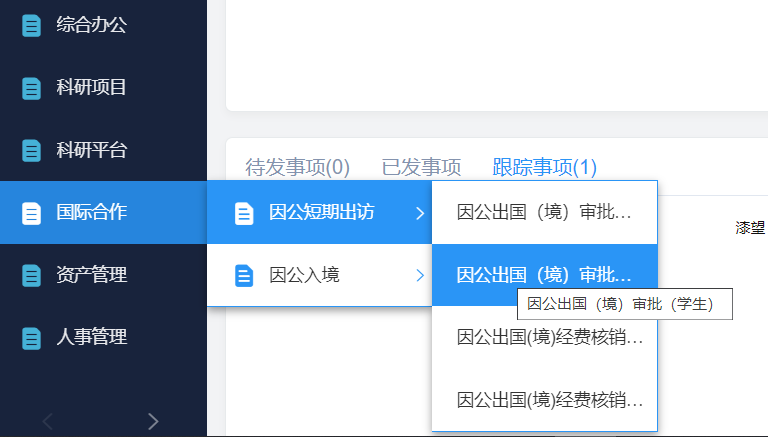 综合办公
科研项目
科研平台
国际合作
资产管理
人事管理
待发事项(0) 已发事项 跟踪事项(1)
漆望
因公短期出访
因公入境
因公出国（境）审批...
因公出国（境）审批...
因公出国（境）审批（学生）
因公出国(境)经费核销...
因公出国(境)经费核销...